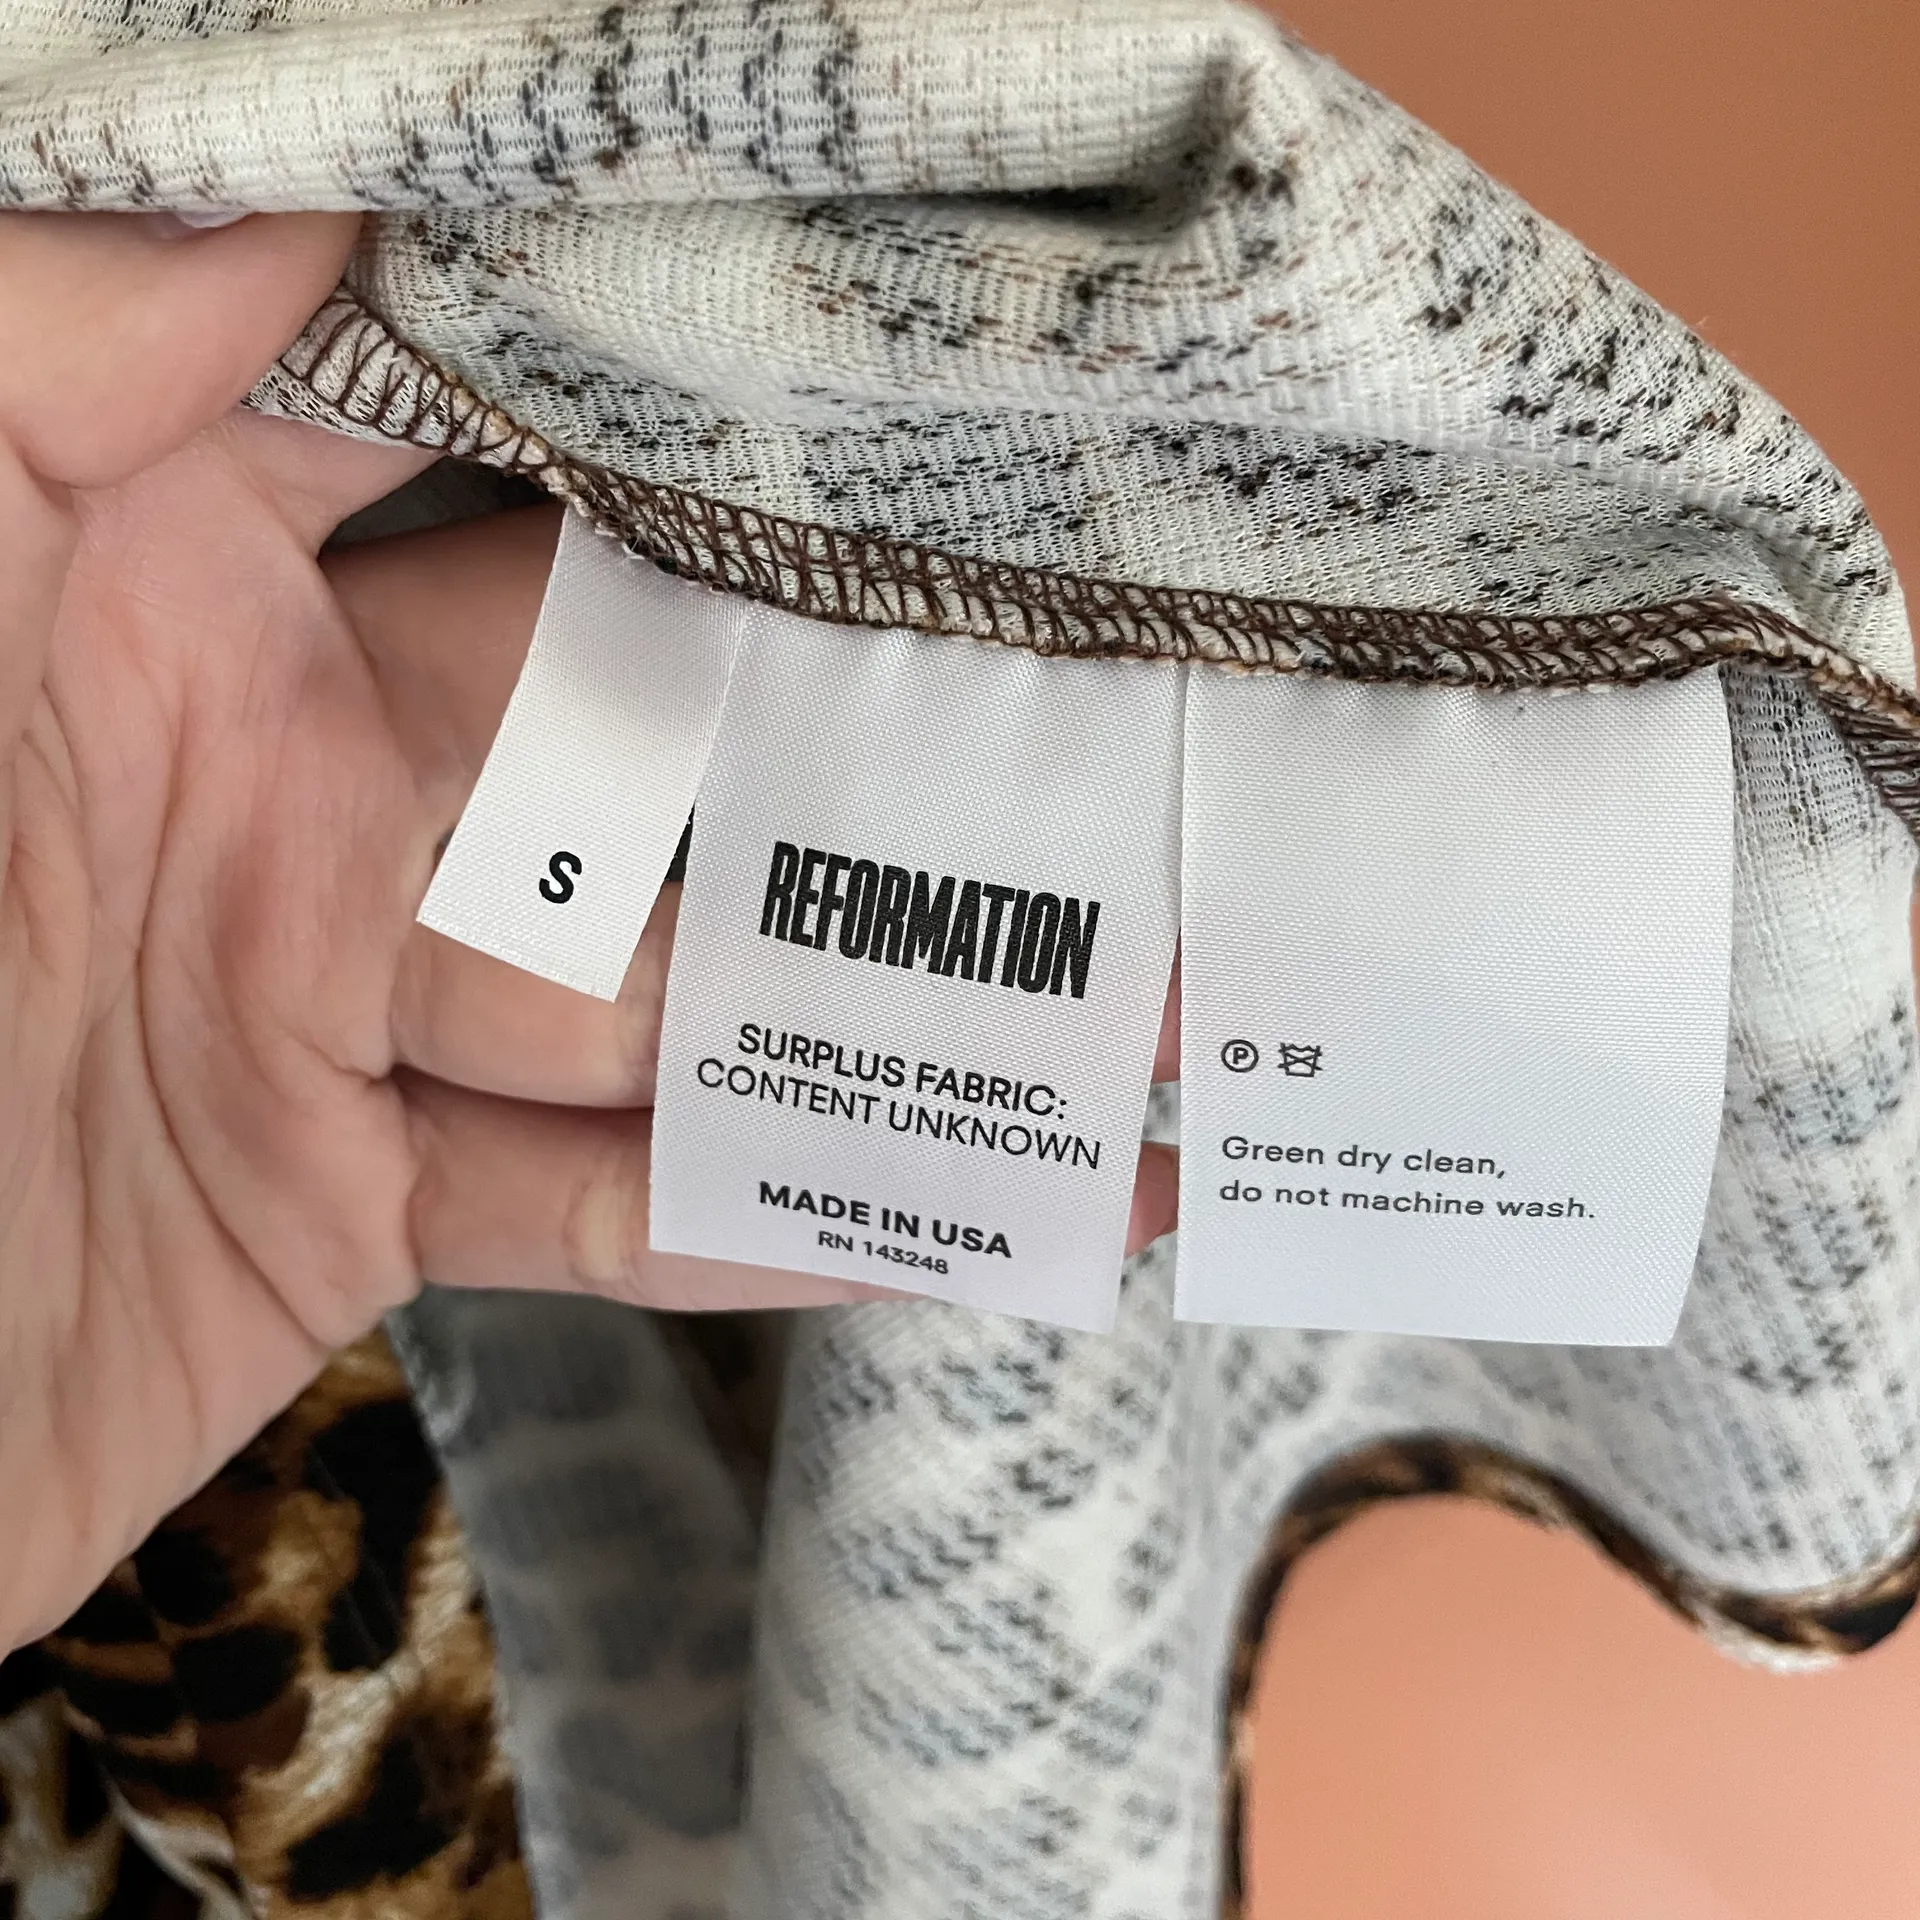 S
REFORMATION
SURPLUS FABRIC:
CONTENT UNKNOWN
MADE IN USA
RN 143248
P
Green dry clean,
do not machine wash.